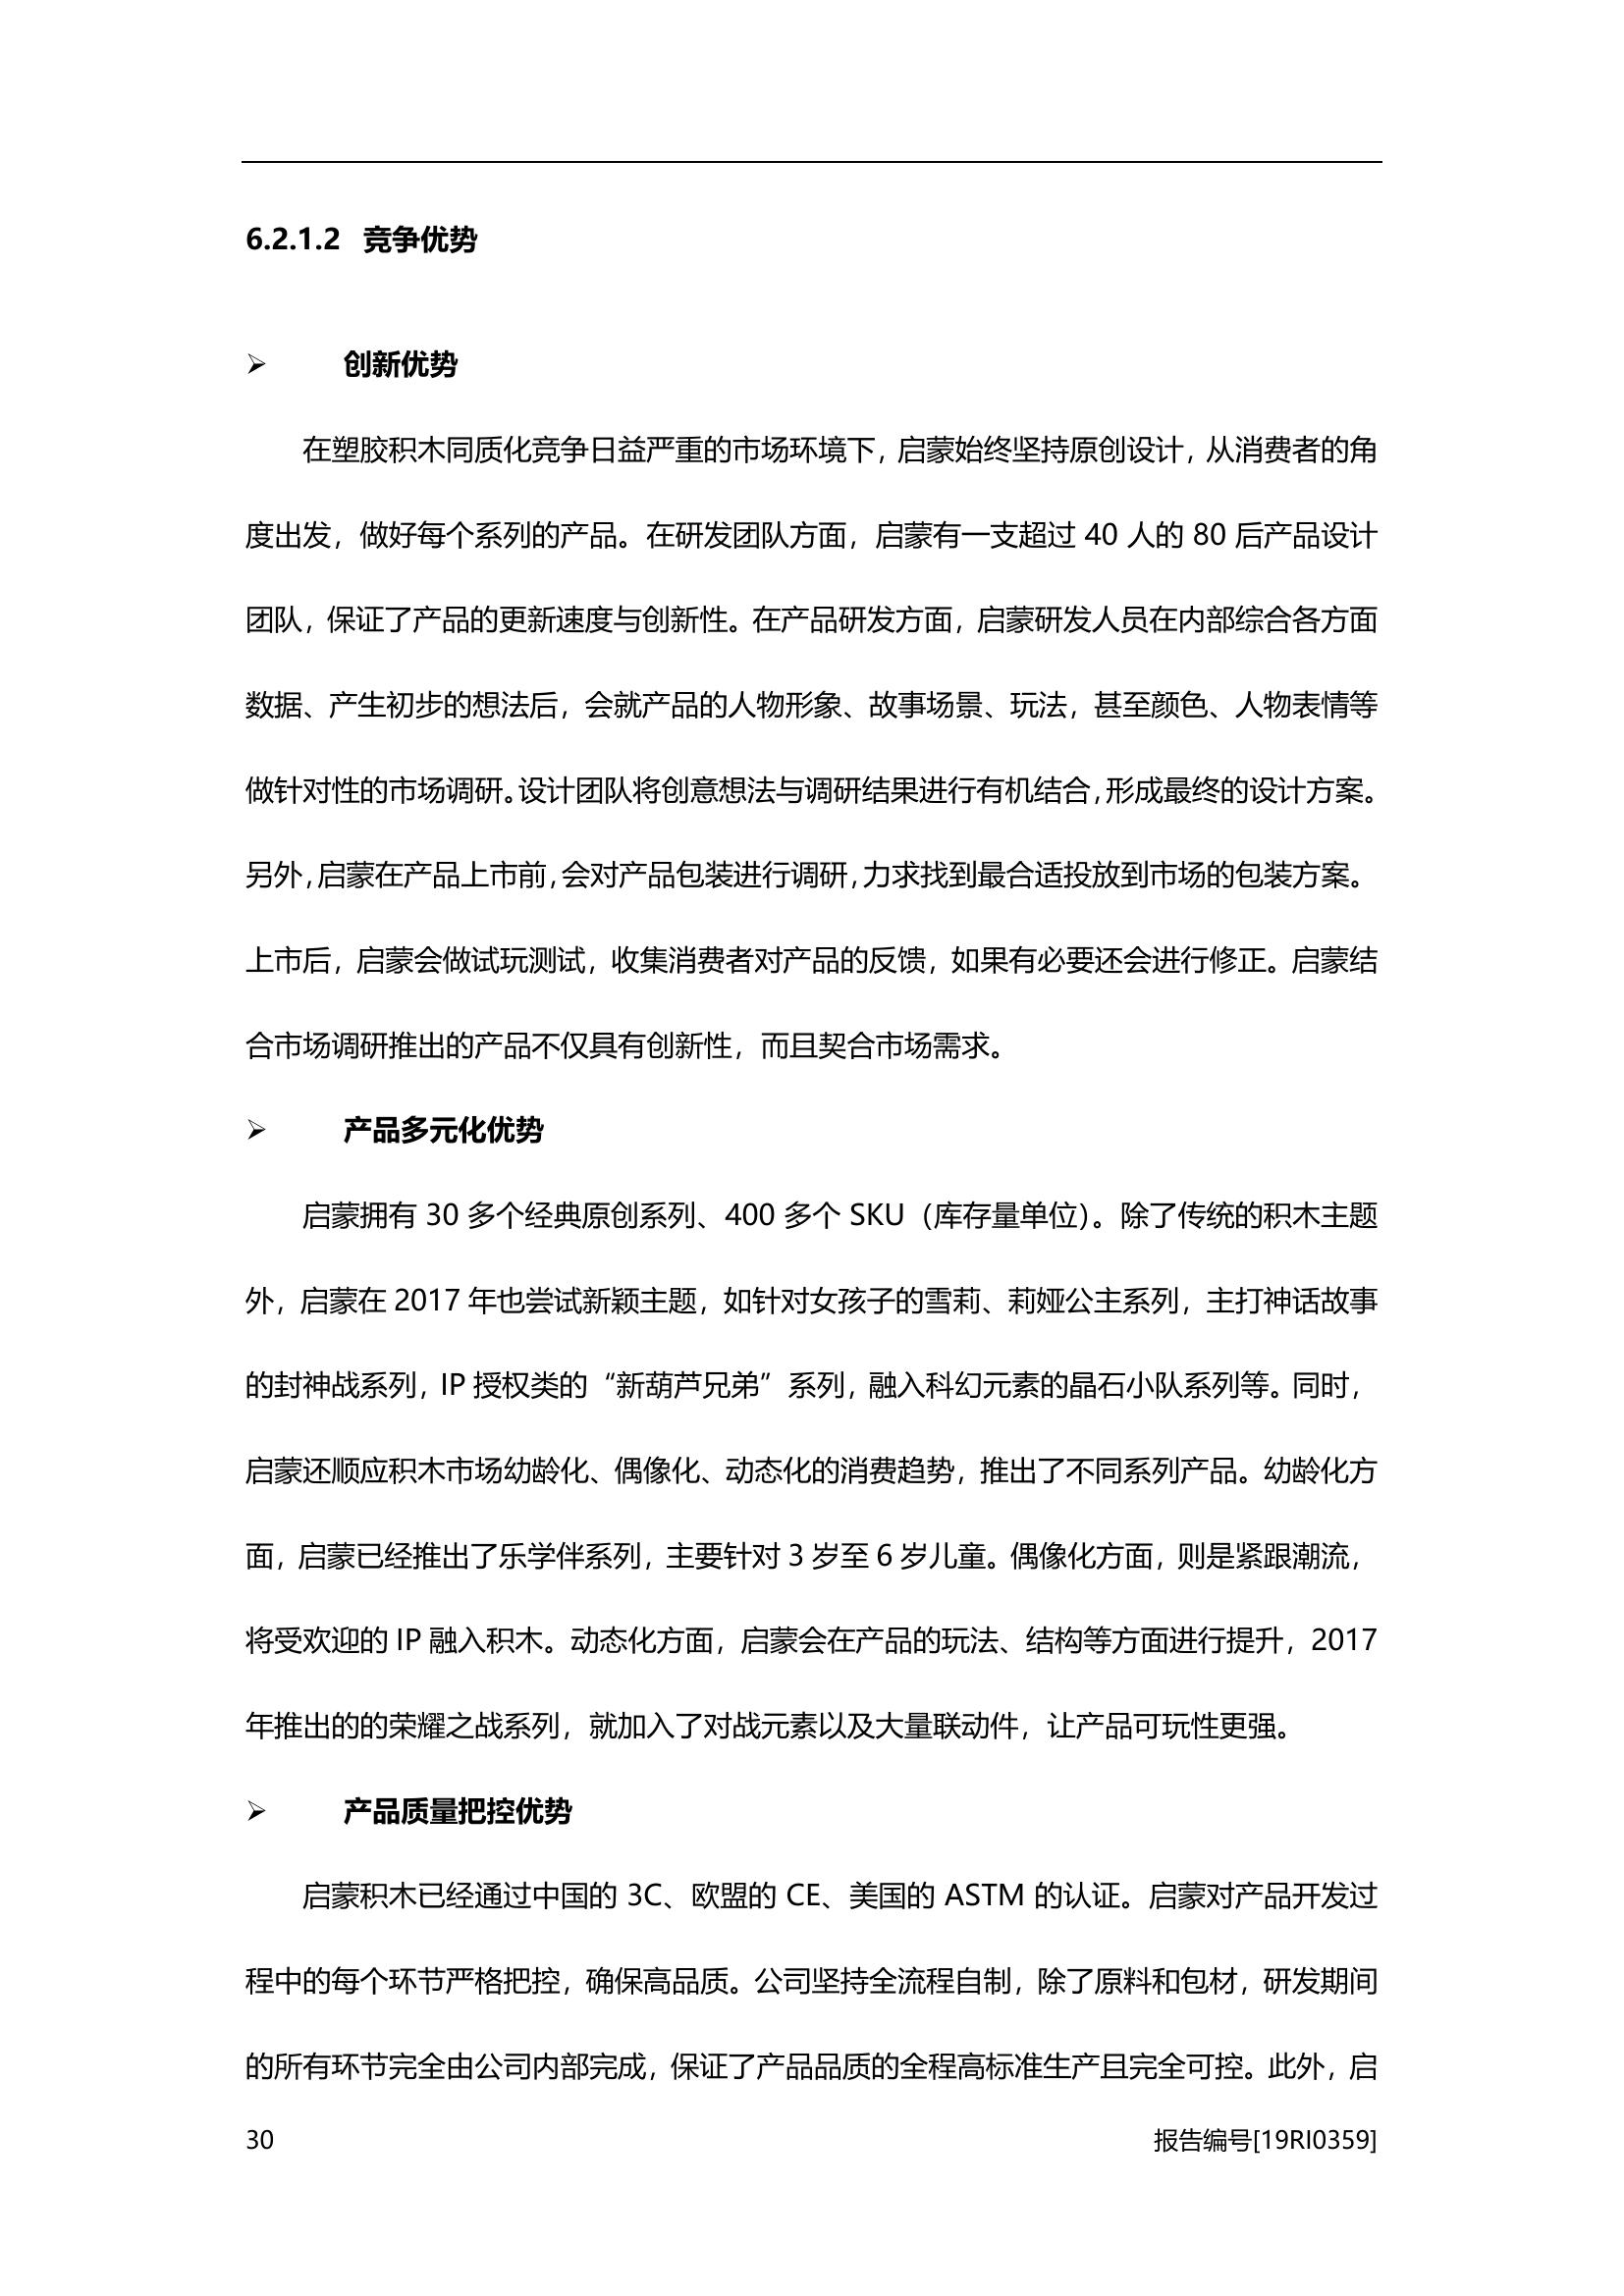 6.2.1.2 竞争优势
➢ 创新优势
在塑胶积木同质化竞争日益严重的市场环境下，启蒙始终坚持原创设计，从消费者的角
度出发，做好每个系列的产品。在研发团队方面，启蒙有一支超过 40 人的 80 后产品设计
团队，保证了产品的更新速度与创新性。在产品研发方面，启蒙研发人员在内部综合各方面
数据、产生初步的想法后，会就产品的人物形象、故事场景、玩法，甚至颜色、人物表情等
做针对性的市场调研。设计团队将创意想法与调研结果进行有机结合，形成最终的设计方案。
另外，启蒙在产品上市前，会对产品包装进行调研，力求找到最合适投放到市场的包装方案。
上市后，启蒙会做试玩测试，收集消费者对产品的反馈，如果有必要还会进行修正。启蒙结
合市场调研推出的产品不仅具有创新性，而且契合市场需求。
➢ 产品多元化优势
启蒙拥有 30 多个经典原创系列、400 多个 SKU（库存量单位）。除了传统的积木主题
外，启蒙在 2017 年也尝试新颖主题，如针对女孩子的雪莉、莉娅公主系列，主打神话故事
的封神战系列，IP 授权类的“新葫芦兄弟”系列，融入科幻元素的晶石小队系列等。同时，
启蒙还顺应积木市场幼龄化、偶像化、动态化的消费趋势，推出了不同系列产品。幼龄化方
面，启蒙已经推出了乐学伴系列，主要针对 3 岁至 6 岁儿童。偶像化方面，则是紧跟潮流，
将受欢迎的 IP 融入积木。动态化方面，启蒙会在产品的玩法、结构等方面进行提升，2017
年推出的的荣耀之战系列，就加入了对战元素以及大量联动件，让产品可玩性更强。
➢ 产品质量把控优势
启蒙积木已经通过中国的 3C、欧盟的 CE、美国的 ASTM 的认证。启蒙对产品开发过
程中的每个环节严格把控，确保高品质。公司坚持全流程自制，除了原料和包材，研发期间
的所有环节完全由公司内部完成，保证了产品品质的全程高标准生产且完全可控。此外，启
30 报告编号[19RI0359]